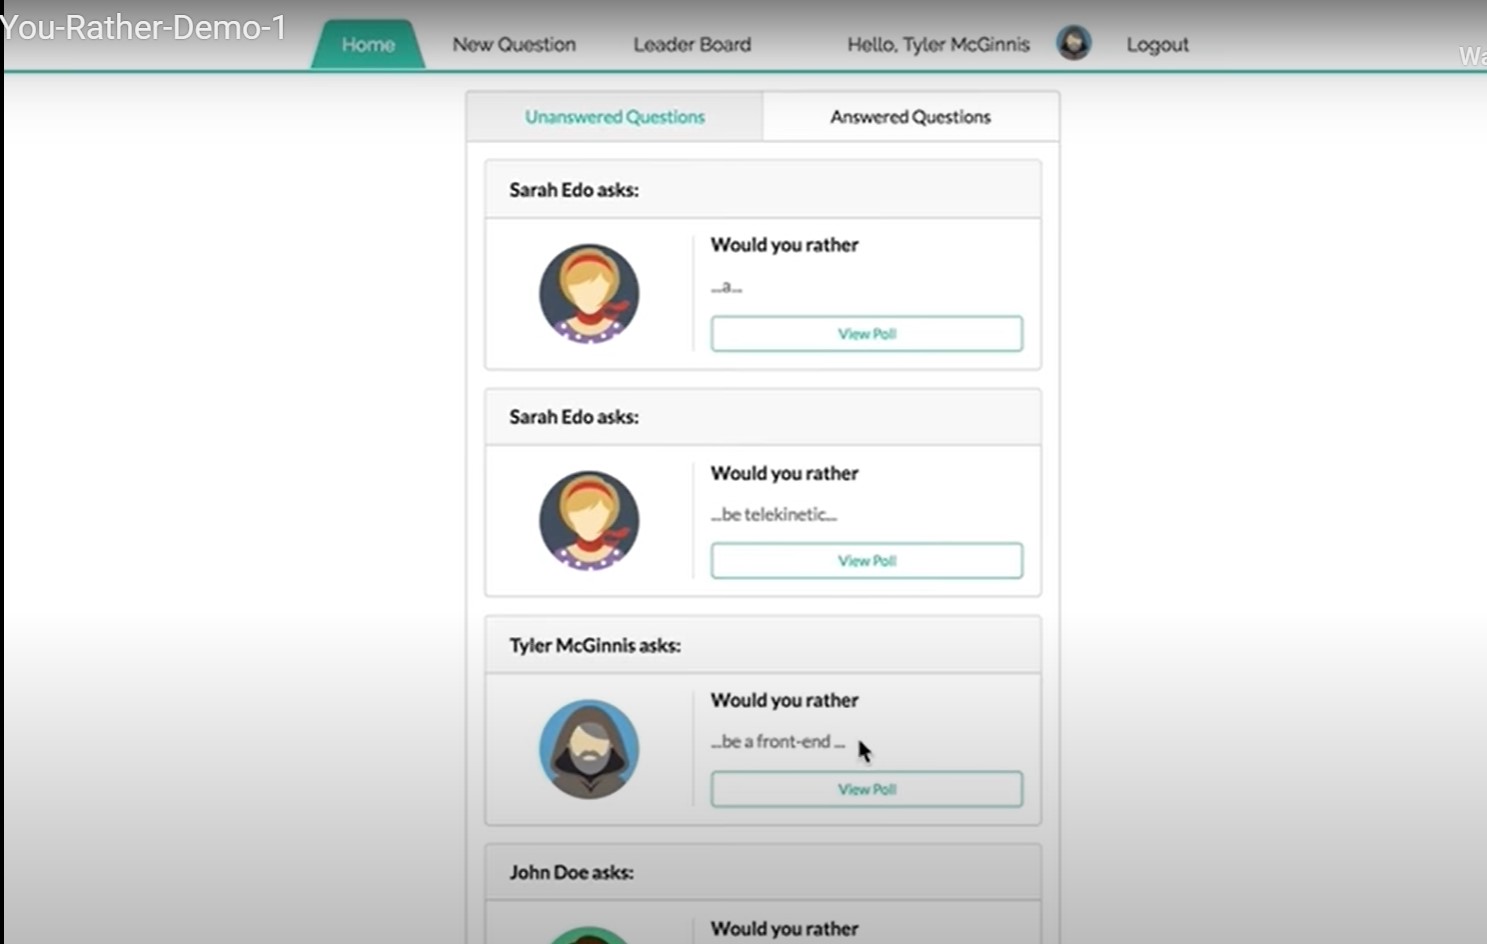 You-Rather-Demo-1
Home New Question Leader Board Hello, Tyler McGinnis Logout
Unanswered Questions Answered Questions
Sarah Edo asks:
Would you rather
...a...
View Poll
Sarah Edo asks:
Would you rather
...be telekinetic...
View Poll
Tyler McGinnis asks:
Would you rather
...be a front-end ...
View Poll
John Doe asks:
Would you rather